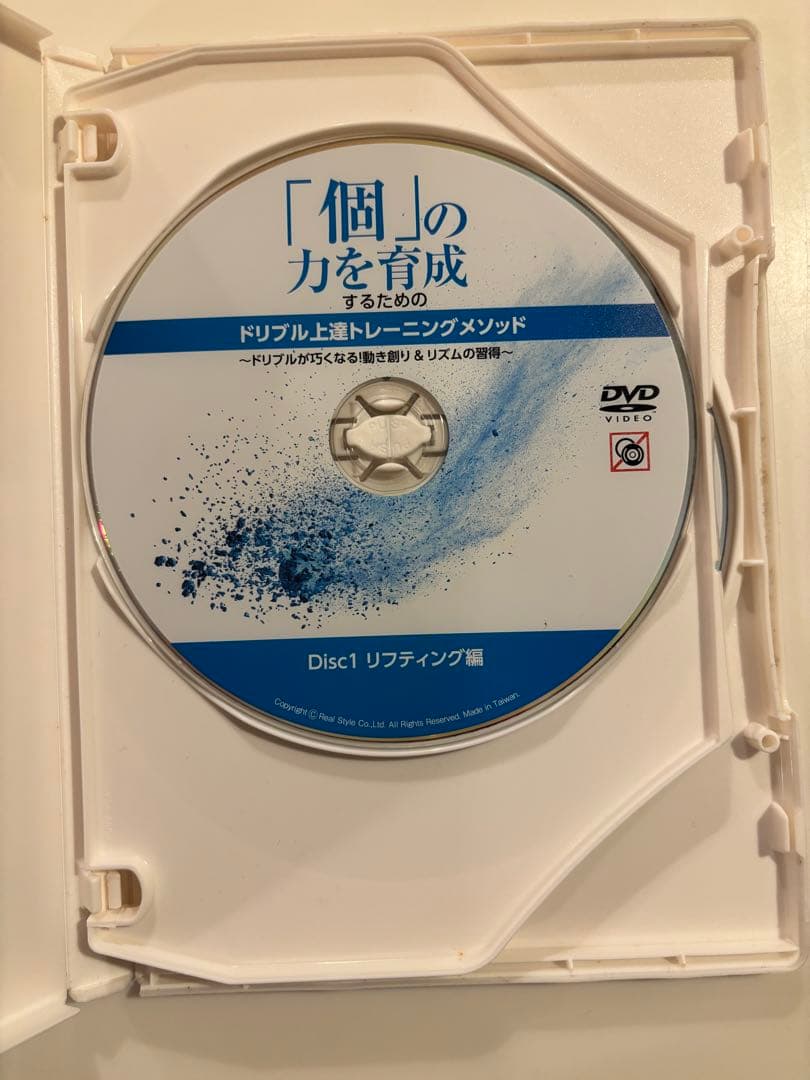 「個」の
力を育成
するための
ドリブル上達トレーニングメソッド
～ドリブルが巧くなる!動き創り＆リズムの習得～
DVD
VIDEO
Disc1 リフティング編
Copyright Ⓒ Real Style Co.,Ltd. All Rights Reserved. Made in Taiwan.